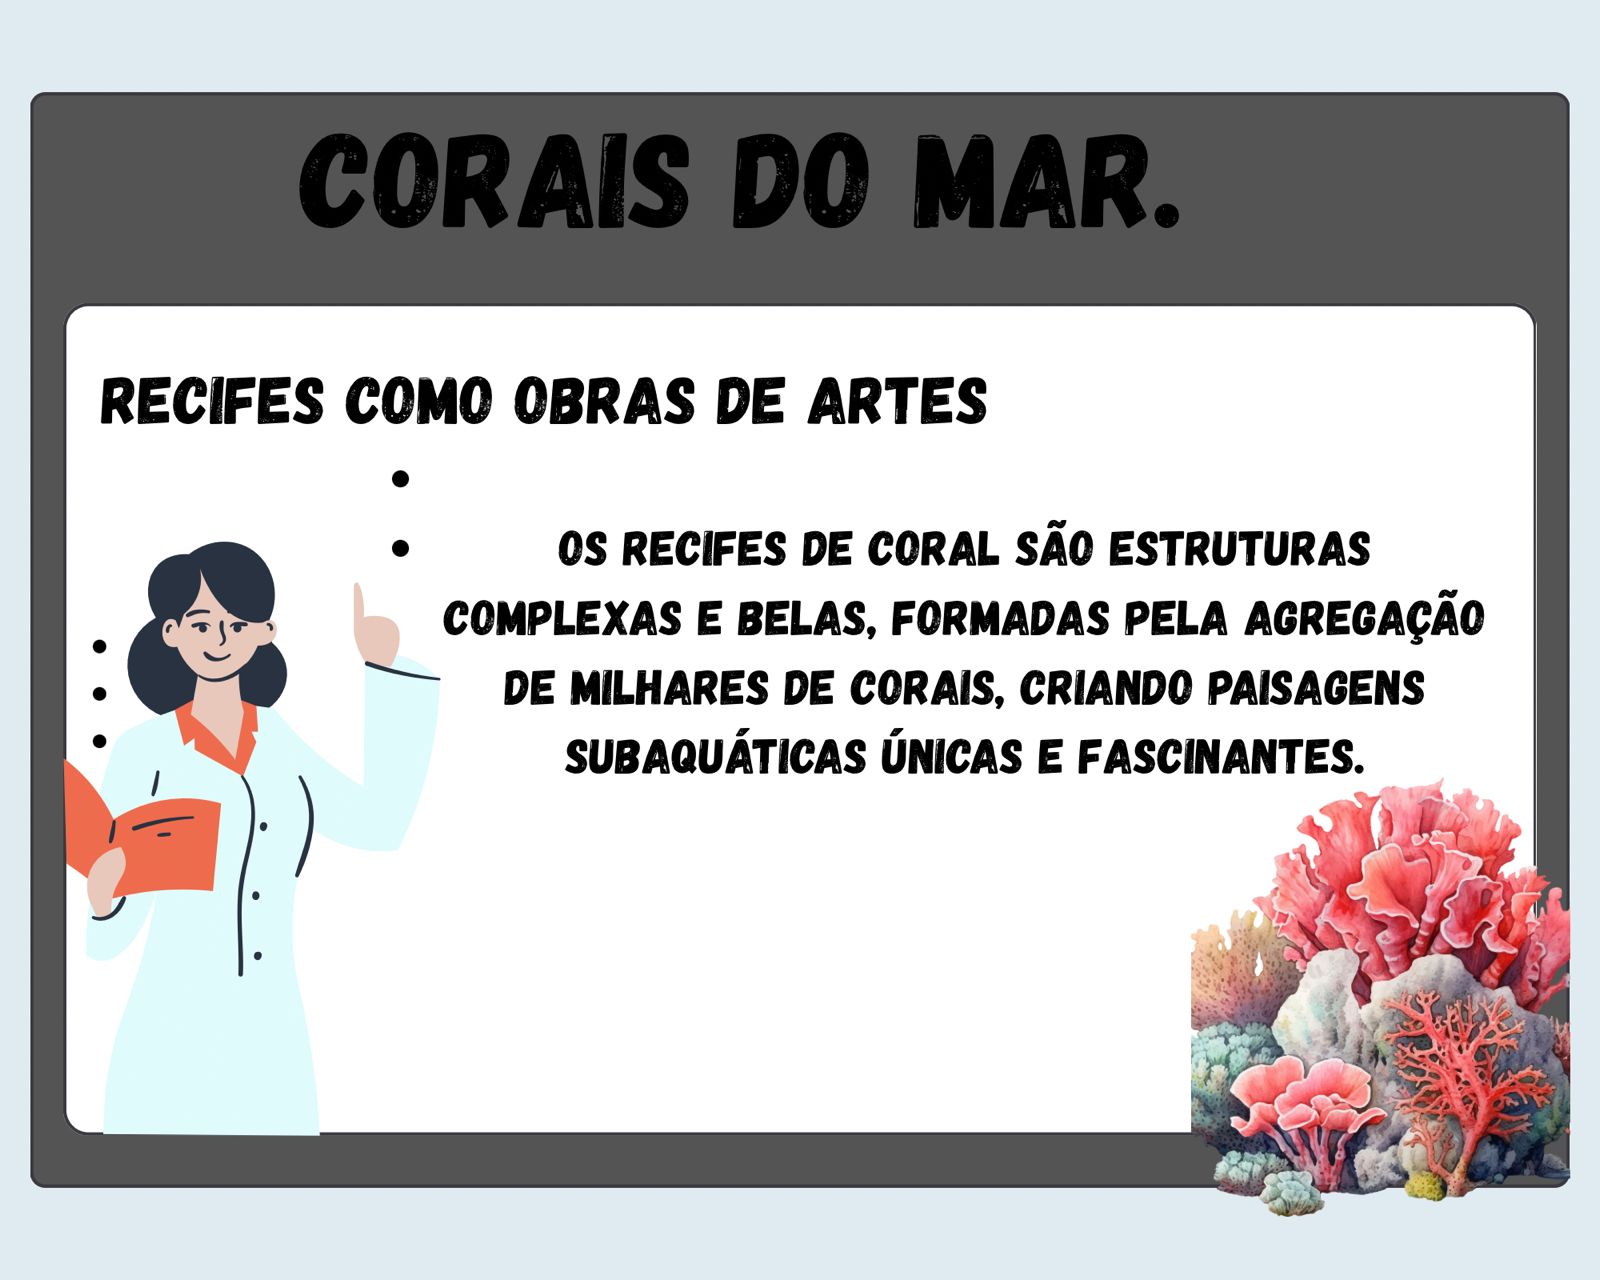 CORAIS DO MAR.
RECIFES COMO OBRAS DE ARTES
OS RECIFES DE CORAL SÃO ESTRUTURAS
COMPLEXAS E BELAS, FORMADAS PELA AGREGAÇÃO
DE MILHARES DE CORAIS, CRIANDO PAISAGENS
SUBAQUÁTICAS ÚNICAS E FASCINANTES.